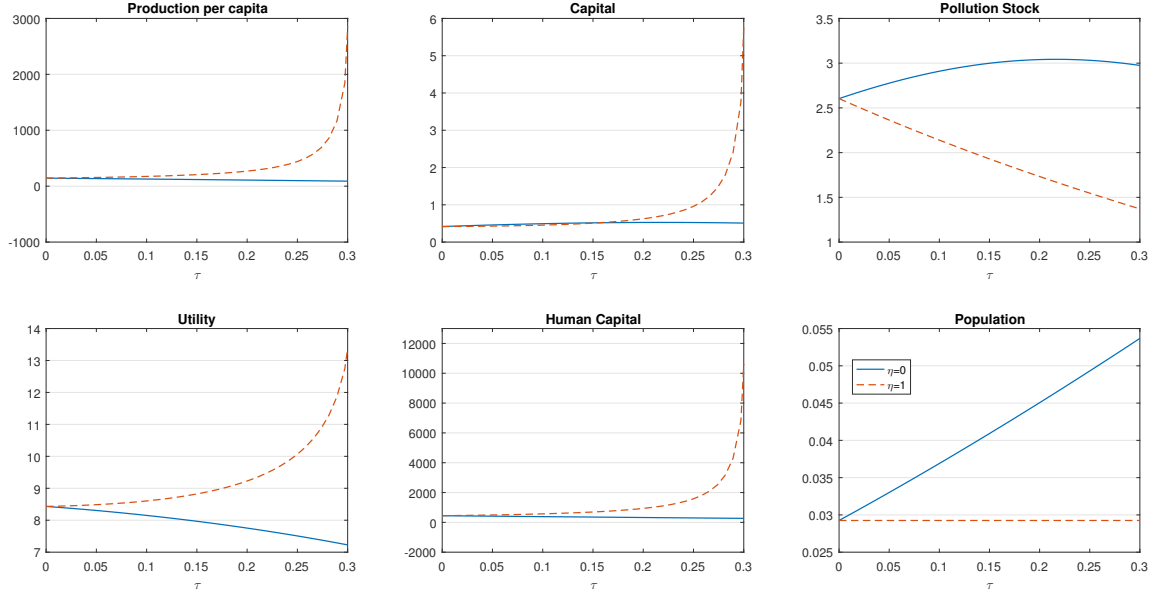 Production per capita
3000
2000
1000
0
-1000
0 0.05 0.1 0.15 0.2 0.25 0.3
τ
Capital
6
5
4
3
2
1
0
0 0.05 0.1 0.15 0.2 0.25 0.3
τ
Pollution Stock
3.5
3
2.5
2
1.5
1
0 0.05 0.1 0.15 0.2 0.25 0.3
τ
Utility
14
13
12
11
10
9
8
7
0 0.05 0.1 0.15 0.2 0.25 0.3
τ
Human Capital
12000
10000
8000
6000
4000
2000
0
-2000
0 0.05 0.1 0.15 0.2 0.25 0.3
τ
Population
0.055
0.05
0.045
0.04
0.035
0.03
0.025
η=0
η=1
0 0.05 0.1 0.15 0.2 0.25 0.3
τ